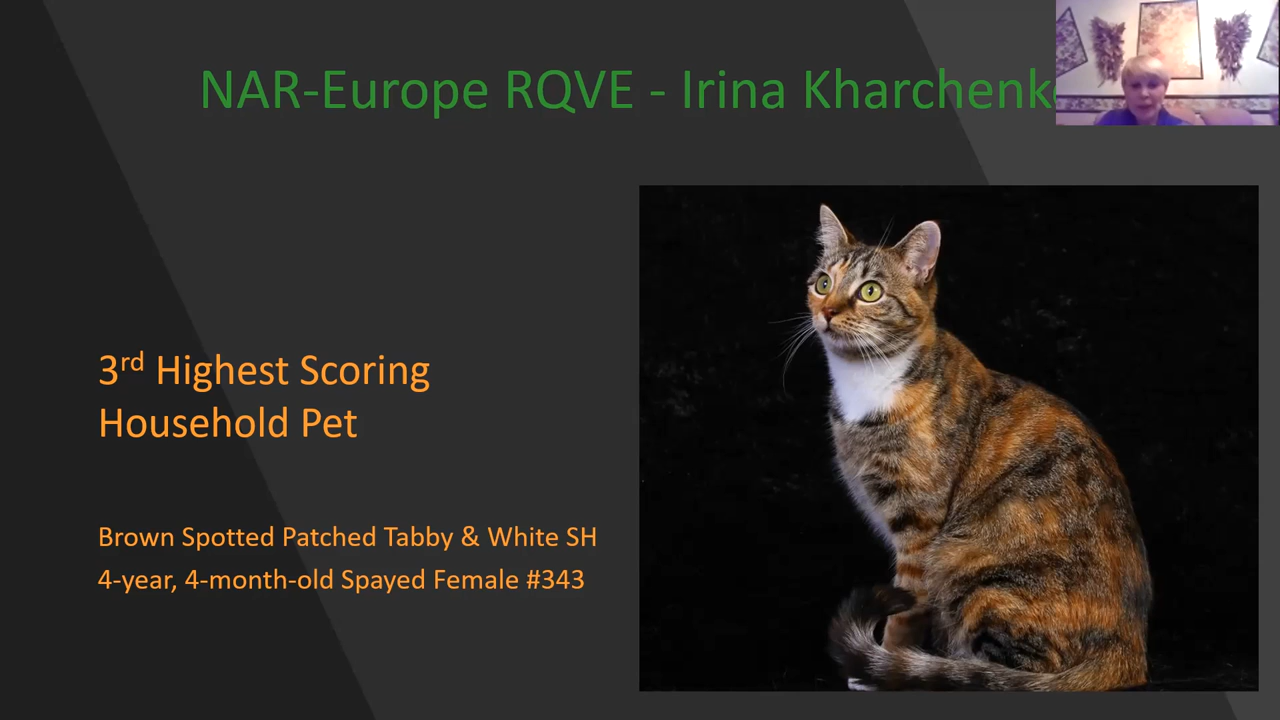 NAR-Europe RQVE - Irina Kharchenk
3rd Highest Scoring
Household Pet
Brown Spotted Patched Tabby & White SH
4-year, 4-month-old Spayed Female #343